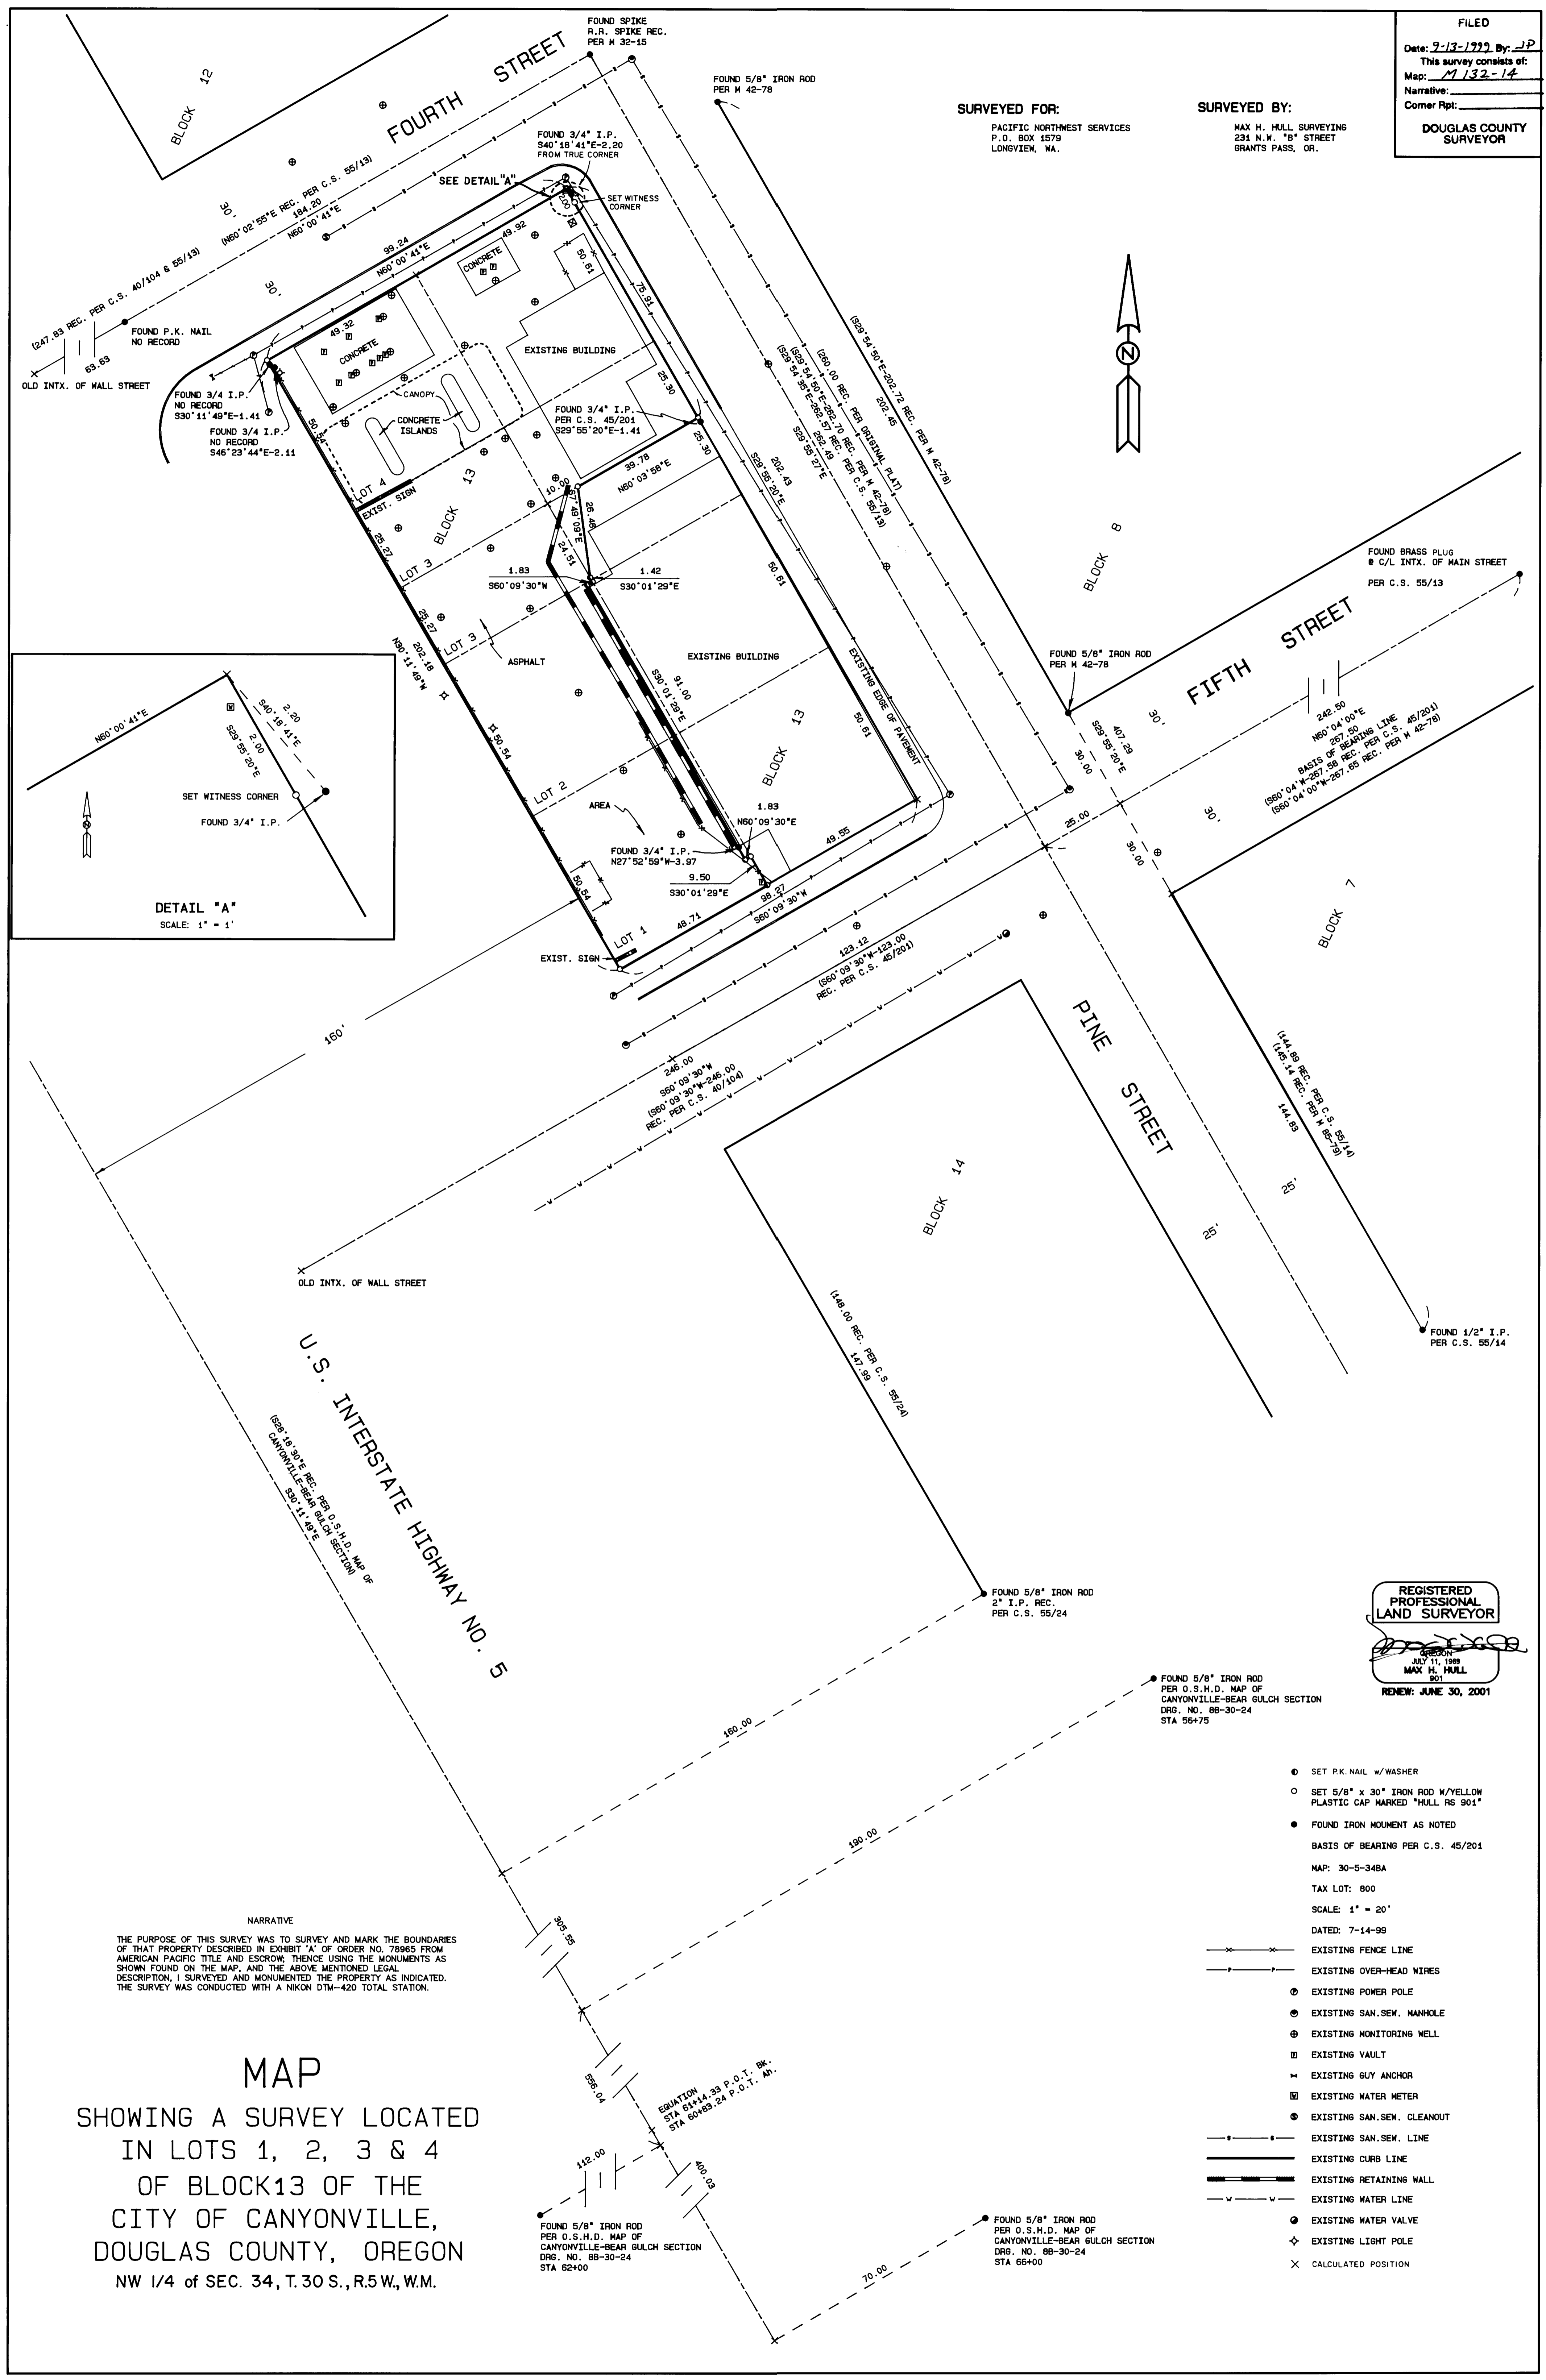 FILED
Date: 9-13-1999 By: JP
This survey consists of:
Map: M 132-14
Narrative:
Corner Rpt:
DOUGLAS COUNTY
SURVEYOR
SURVEYED FOR:
PACIFIC NORTHWEST SERVICES
P.O. BOX 1579
LONGVIEW, WA.
SURVEYED BY:
MAX H. HULL SURVEYING
231 N.W. "B" STREET
GRANTS PASS, OR.
FOUND SPIKE
R.R. SPIKE REC.
PER M 32-15
FOUND 5/8" IRON ROD
PER M 42-78
BLOCK 12
FOURTH STREET
FOUND 3/4" I.P.
S40°18'41"E-2.20
FROM TRUE CORNER
SEE DETAIL "A"
SET WITNESS
CORNER
2.00
30'
(N60°02'55"E REC. PER C.S. 55/13)
184.20
N60°00'41"E
(247.83 REC. PER C.S. 40/104 & 55/13)
63.63
FOUND P.K. NAIL
NO RECORD
OLD INTX. OF WALL STREET
30'
99.24
N60°00'41"E
49.92
49.32
CONCRETE
CONCRETE
50.61
75.91
EXISTING BUILDING
CANOPY
CONCRETE
ISLANDS
FOUND 3/4 I.P.
NO RECORD
S30°11'49"E-1.41
FOUND 3/4 I.P.
NO RECORD
S46°23'44"E-2.11
FOUND 3/4" I.P.
PER C.S. 45/201
S29°55'20"E-1.41
25.30
25.30
50.54
LOT 4
EXIST. SIGN
BLOCK 13
10.00
39.78
N60°03'58"E
26.46
67°49'09"E
24.51
25.27
LOT 3
1.83
S60°09'30"W
1.42
S30°01'29"E
25.27
202.18
N30°11'49"W
LOT 3
ASPHALT
EXISTING BUILDING
91.00
S30°01'29"E
50.61
50.61
EXISTING EDGE OF PAVEMENT
202.43
S29°55'20"E
(260.00 REC. PER ORIGINAL PLAT)
(S29°54'50"E-262.70 REC. PER M 42-78)
(S29°54'35"E-262.57 REC. PER C.S. 55/13)
262.49
S29°55'27"E
(S29°54'50"E-202.72 REC. PER M 42-78)
202.45
BLOCK 8
FOUND BRASS PLUG
@ C/L INTX. OF MAIN STREET
PER C.S. 55/13
FIFTH STREET
FOUND 5/8" IRON ROD
PER M 42-78
30'
407.29
S29°55'20"E
30.00
242.50
N60°04'00"E
267.50
BASIS OF BEARING LINE
(S60°04'W-267.58 REC. PER C.S. 45/201)
(S60°04'00"W-267.65 REC. PER M 42-78)
25.00
30.00
30'
50.54
LOT 2
AREA
BLOCK 13
1.83
N60°09'30"E
FOUND 3/4" I.P.
N27°52'59"W-3.97
9.50
S30°01'29"E
49.55
98.27
S60°09'30"W
48.71
50.54
LOT 1
EXIST. SIGN
N60°00'41"E
2.20
S40°18'41"E
2.00
S29°55'20"E
SET WITNESS CORNER
FOUND 3/4" I.P.
DETAIL "A"
SCALE: 1" = 1'
160'
123.12
(S60°09'30"W-123.00
REC. PER C.S. 45/201)
246.00
S60°09'30"W
(S60°09'30"W-246.00
REC. PER C.S. 40/104)
OLD INTX. OF WALL STREET
BLOCK 7
PINE STREET
BLOCK 14
(144.89 REC. PER C.S. 55/14)
(145.14 REC. PER M 85-79)
144.83
25'
25'
FOUND 1/2" I.P.
PER C.S. 55/14
(148.00 REC. PER C.S. 55/24)
147.99
U.S. INTERSTATE HIGHWAY NO. 5
(S28°18'30"E REC. PER O.S.H.D. MAP OF
CANYONVILLE-BEAR GULCH SECTION)
S30°11'49"E
FOUND 5/8" IRON ROD
2" I.P. REC.
PER C.S. 55/24
160.00
FOUND 5/8" IRON ROD
PER O.S.H.D. MAP OF
CANYONVILLE-BEAR GULCH SECTION
DRG. NO. 8B-30-24
STA 56+75
190.00
305.55
556.04
EQUATION
STA 61+14.33 P.O.T. Bk.
STA 60+83.24 P.O.T. Ah.
112.00
400.03
FOUND 5/8" IRON ROD
PER O.S.H.D. MAP OF
CANYONVILLE-BEAR GULCH SECTION
DRG. NO. 8B-30-24
STA 62+00
FOUND 5/8" IRON ROD
PER O.S.H.D. MAP OF
CANYONVILLE-BEAR GULCH SECTION
DRG. NO. 8B-30-24
STA 66+00
70.00
REGISTERED
PROFESSIONAL
LAND SURVEYOR
OREGON
JULY 11, 1969
MAX H. HULL
901
RENEW: JUNE 30, 2001
SET P.K. NAIL w/WASHER
SET 5/8" x 30" IRON ROD W/YELLOW
PLASTIC CAP MARKED "HULL RS 901"
FOUND IRON MOUMENT AS NOTED
BASIS OF BEARING PER C.S. 45/201
MAP: 30-5-34BA
TAX LOT: 800
SCALE: 1" = 20'
DATED: 7-14-99
EXISTING FENCE LINE
EXISTING OVER-HEAD WIRES
EXISTING POWER POLE
EXISTING SAN.SEW. MANHOLE
EXISTING MONITORING WELL
EXISTING VAULT
EXISTING GUY ANCHOR
EXISTING WATER METER
EXISTING SAN.SEW. CLEANOUT
EXISTING SAN.SEW. LINE
EXISTING CURB LINE
EXISTING RETAINING WALL
EXISTING WATER LINE
EXISTING WATER VALVE
EXISTING LIGHT POLE
CALCULATED POSITION
NARRATIVE
THE PURPOSE OF THIS SURVEY WAS TO SURVEY AND MARK THE BOUNDARIES
OF THAT PROPERTY DESCRIBED IN EXHIBIT 'A' OF ORDER NO. 78965 FROM
AMERICAN PACIFIC TITLE AND ESCROW; THENCE USING THE MONUMENTS AS
SHOWN FOUND ON THE MAP, AND THE ABOVE MENTIONED LEGAL
DESCRIPTION, I SURVEYED AND MONUMENTED THE PROPERTY AS INDICATED.
THE SURVEY WAS CONDUCTED WITH A NIKON DTM-420 TOTAL STATION.
MAP
SHOWING A SURVEY LOCATED
IN LOTS 1, 2, 3 & 4
OF BLOCK13 OF THE
CITY OF CANYONVILLE,
DOUGLAS COUNTY, OREGON
NW 1/4 of SEC. 34, T. 30 S., R.5 W., W.M.